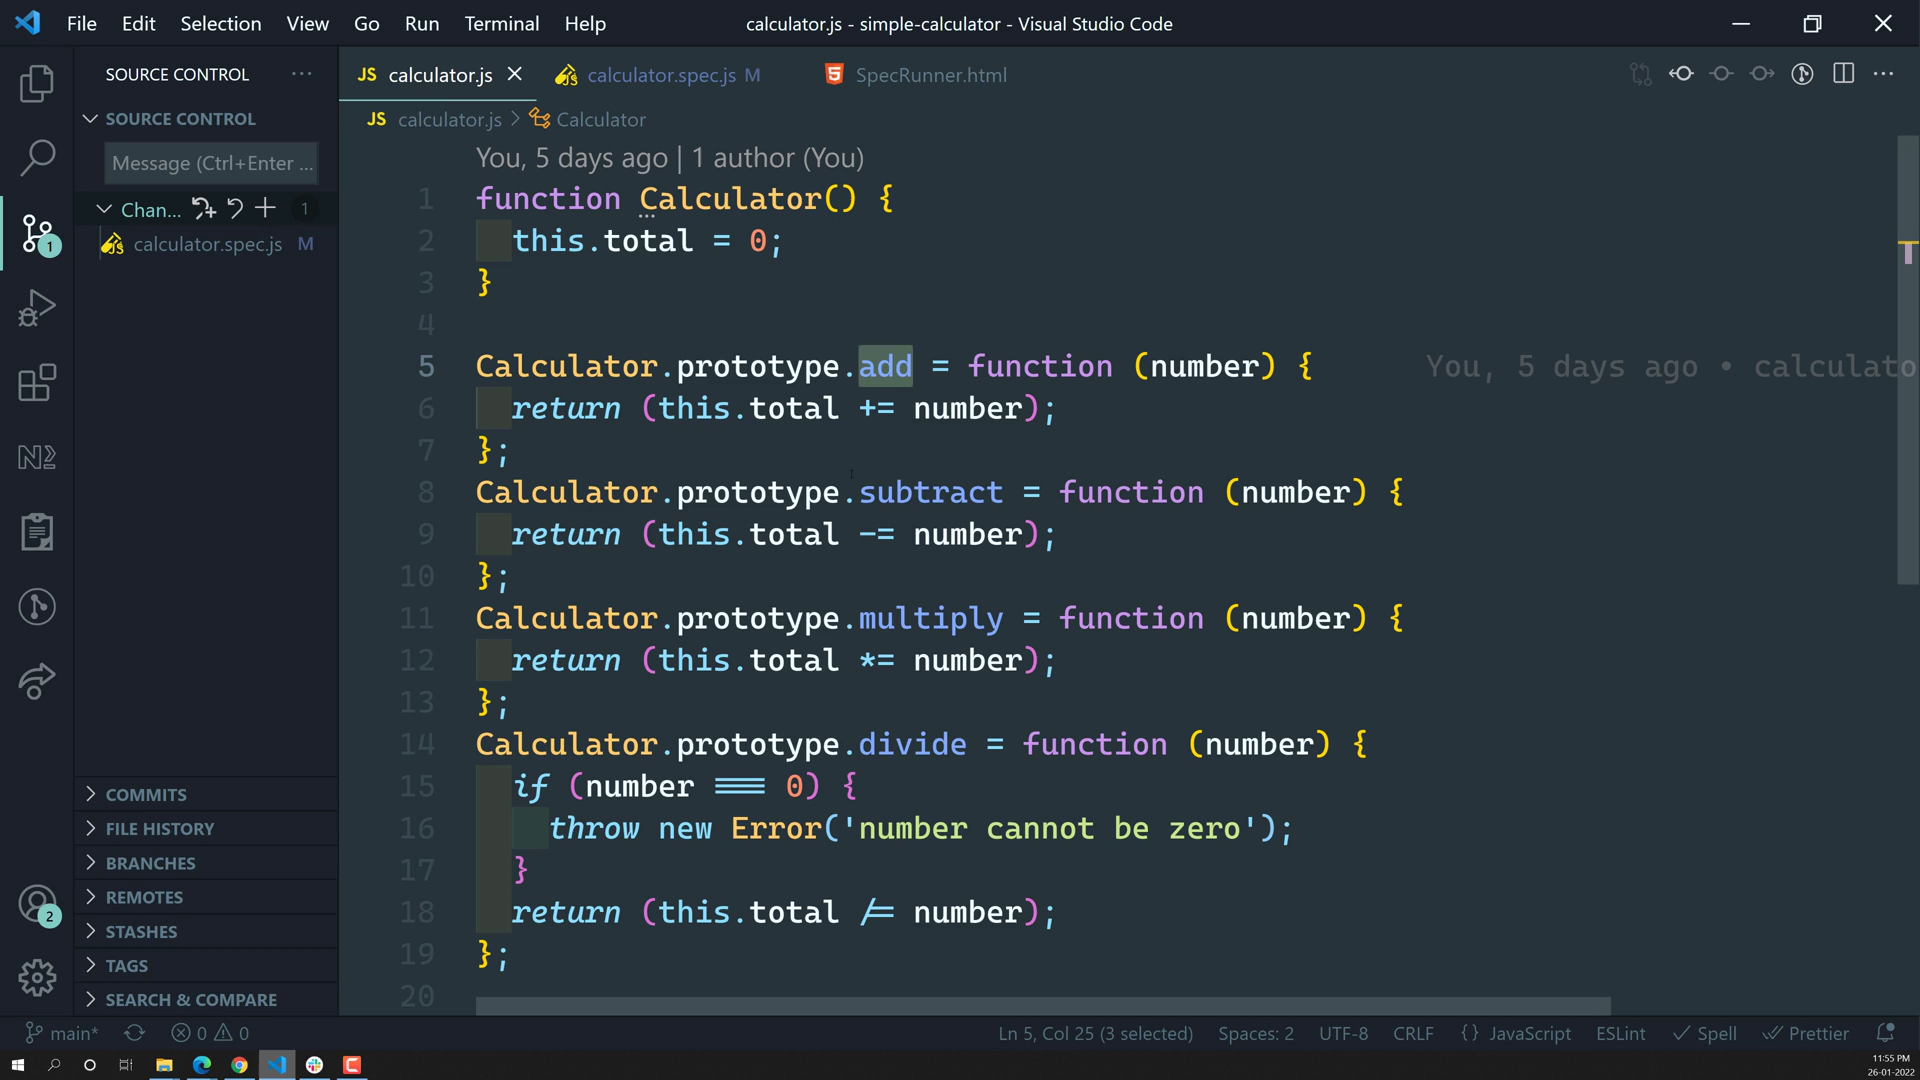 File Edit Selection View Go Run Terminal Help
calculator.js - simple-calculator - Visual Studio Code
SOURCE CONTROL
JS calculator.js
calculator.spec.js M
SpecRunner.html
SOURCE CONTROL
JS calculator.js > Calculator
Message (Ctrl+Enter ...
Chan... 1
calculator.spec.js M
You, 5 days ago | 1 author (You)
1 function Calculator() {
2 this.total = 0;
3 }
4
5 Calculator.prototype.add = function (number) { You, 5 days ago • calculato
6 return (this.total += number);
7 };
8 Calculator.prototype.subtract = function (number) {
9 return (this.total -= number);
10 };
11 Calculator.prototype.multiply = function (number) {
12 return (this.total *= number);
13 };
14 Calculator.prototype.divide = function (number) {
15 if (number === 0) {
16 throw new Error('number cannot be zero');
17 }
18 return (this.total /= number);
19 };
20
1
2
COMMITS
FILE HISTORY
BRANCHES
REMOTES
STASHES
TAGS
SEARCH & COMPARE
main* 0 0
Ln 5, Col 25 (3 selected) Spaces: 2 UTF-8 CRLF {} JavaScript ESLint Spell Prettier
11:55 PM
26-01-2022